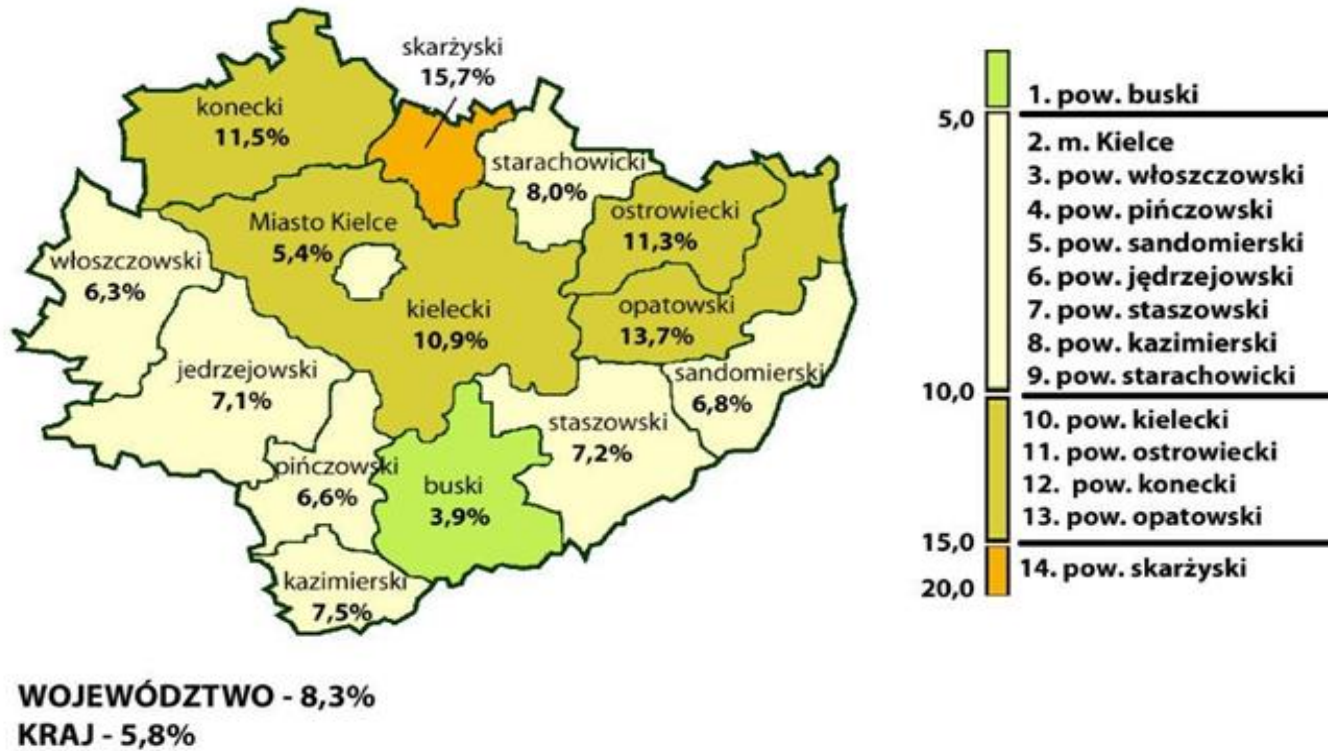 skarżyski
15,7%
konecki
11,5%
starachowicki
8,0%
ostrowiecki
11,3%
Miasto Kielce
5,4%
włoszczowski
6,3%
kielecki
10,9%
opatowski
13,7%
jedrzejowski
7,1%
sandomierski
6,8%
staszowski
7,2%
pińczowski
6,6%
buski
3,9%
kazimierski
7,5%
WOJEWÓDZTWO - 8,3%
KRAJ - 5,8%
1. pow. buski
5,0
2. m. Kielce
3. pow. włoszczowski
4. pow. pińczowski
5. pow. sandomierski
6. pow. jędrzejowski
7. pow. staszowski
8. pow. kazimierski
9. pow. starachowicki
10,0
10. pow. kielecki
11. pow. ostrowiecki
12. pow. konecki
13. pow. opatowski
15,0
14. pow. skarżyski
20,0